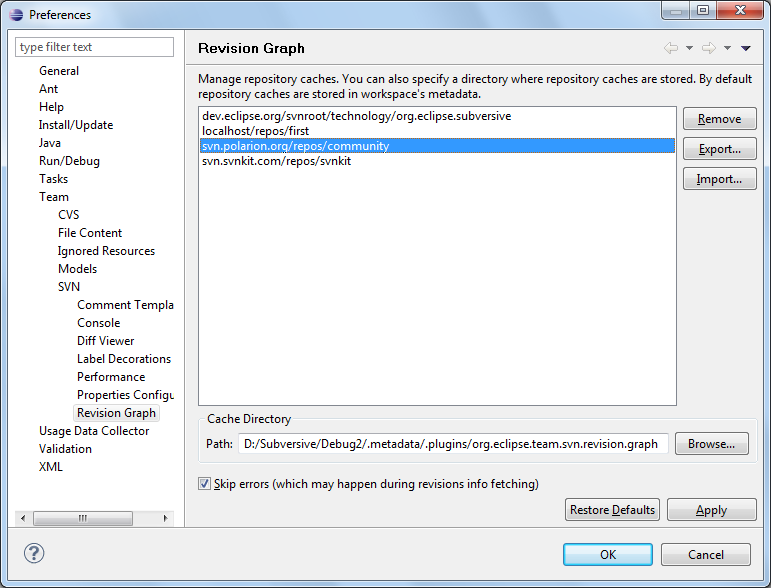 Preferences
type filter text
General
Ant
Help
Install/Update
Java
Run/Debug
Tasks
Team
CVS
File Content
Ignored Resources
Models
SVN
Comment Templa
Console
Diff Viewer
Label Decorations
Performance
Properties Configu
Revision Graph
Usage Data Collector
Validation
XML
Revision Graph
Manage repository caches. You can also specify a directory where repository caches are stored. By default
repository caches are stored in workspace's metadata.
dev.eclipse.org/svnroot/technology/org.eclipse.subversive
localhost/repos/first
svn.polarion.org/repos/community
svn.svnkit.com/repos/svnkit
Remove
Export...
Import...
Cache Directory
Path: D:/Subversive/Debug2/.metadata/.plugins/org.eclipse.team.svn.revision.graph Browse...
Skip errors (which may happen during revisions info fetching)
Restore Defaults Apply
? OK Cancel